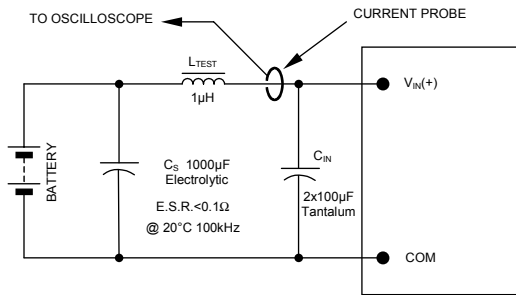 TO OSCILLOSCOPE
CURRENT PROBE
LTEST
1µH
VIN(+)
BATTERY
CS 1000µF
Electrolytic
E.S.R.<0.1Ω
@ 20°C 100kHz
CIN
2x100µF
Tantalum
COM